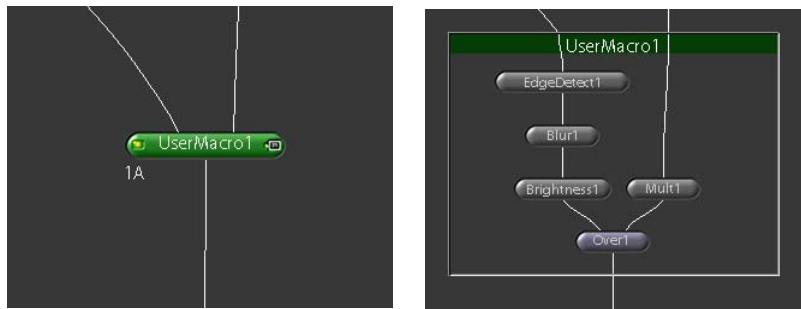 UserMacro1
1A
UserMacro1
EdgeDetect1
Blur1
Brightness1 Mult1
Over1